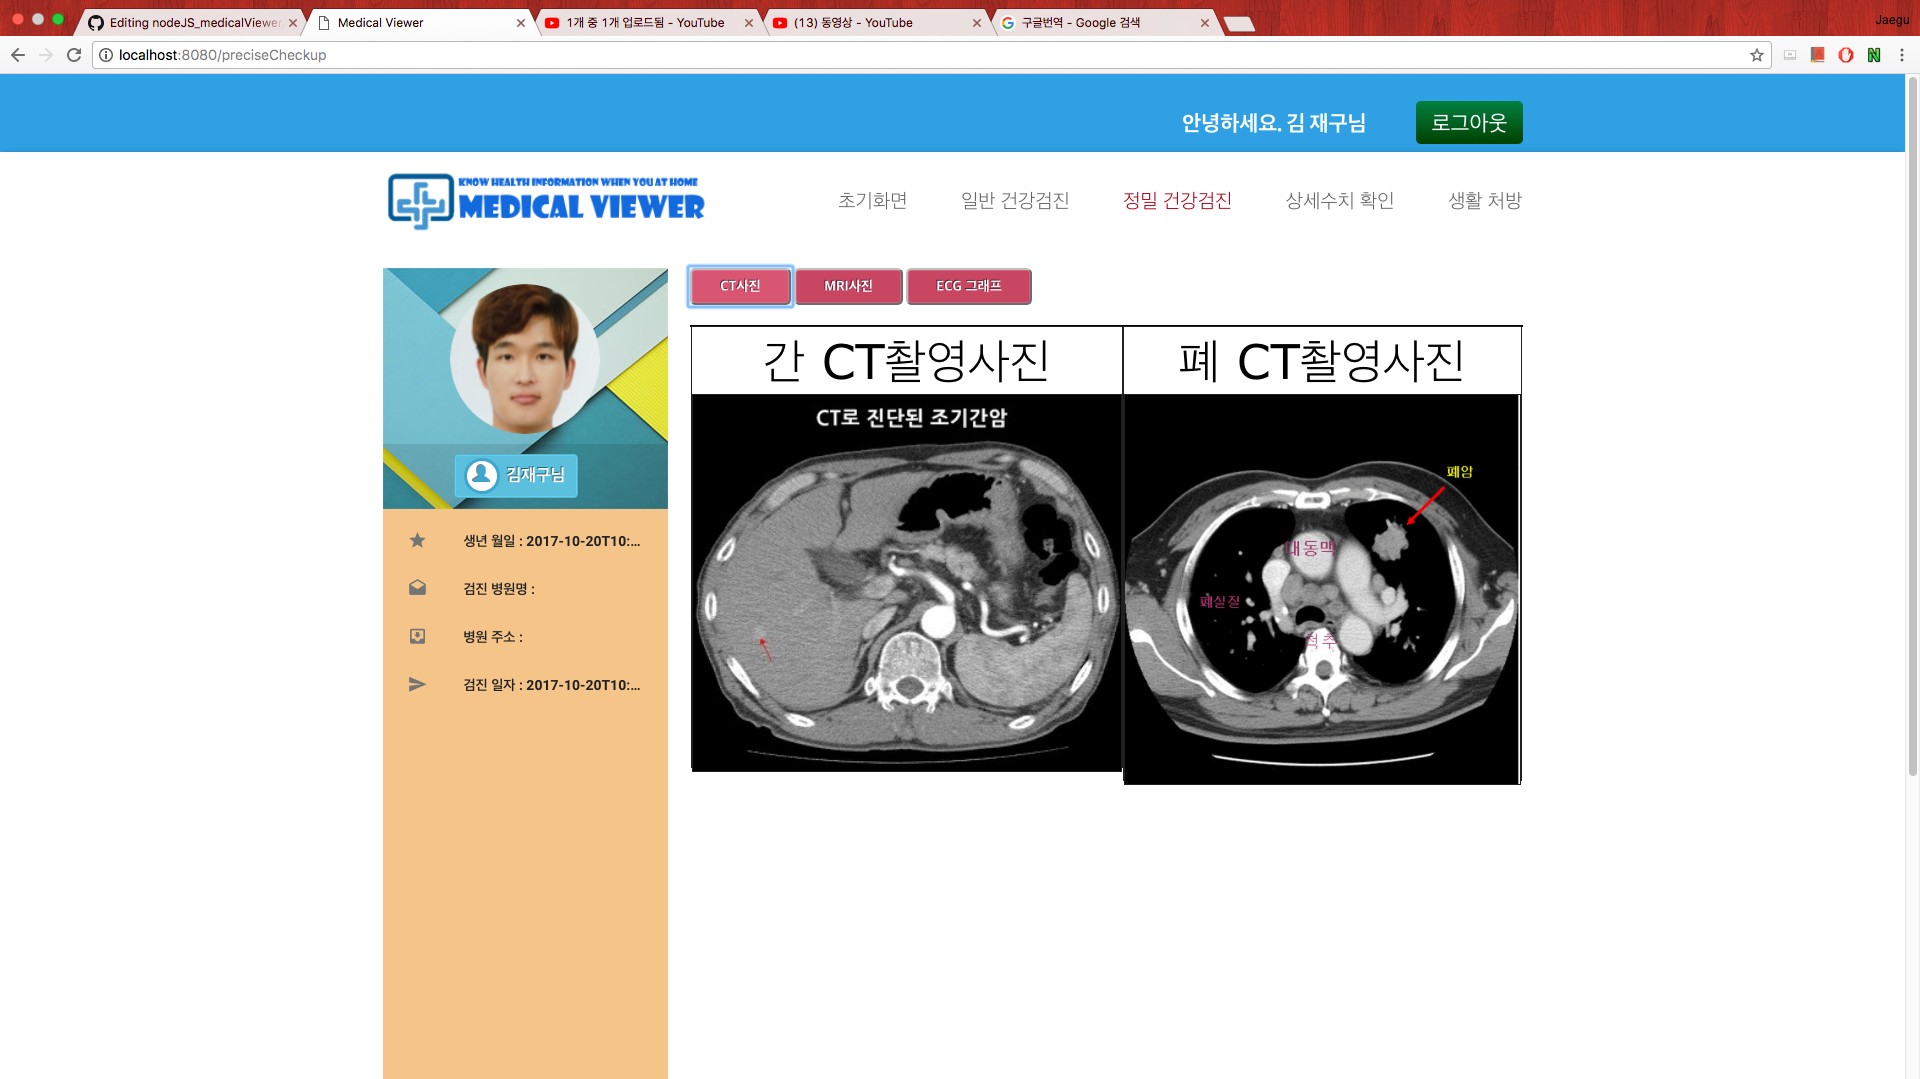 Editing nodeJS_medicalViewer
Medical Viewer
1개 중 1개 업로드됨 - YouTube
(13) 동영상 - YouTube
구글번역 - Google 검색
Jaegu
localhost:8080/preciseCheckup
안녕하세요. 김 재구님
로그아웃
KNOW HEALTH INFORMATION WHEN YOU AT HOME
MEDICAL VIEWER
초기화면
일반 건강검진
정밀 건강검진
상세수치 확인
생활 처방
CT사진
MRI사진
ECG 그래프
김재구님
생년 월일 : 2017-10-20T10:...
검진 병원명 :
병원 주소 :
검진 일자 : 2017-10-20T10:...
간 CT촬영사진
폐 CT촬영사진
CT로 진단된 조기간암
폐암
대동맥
폐실질
척추